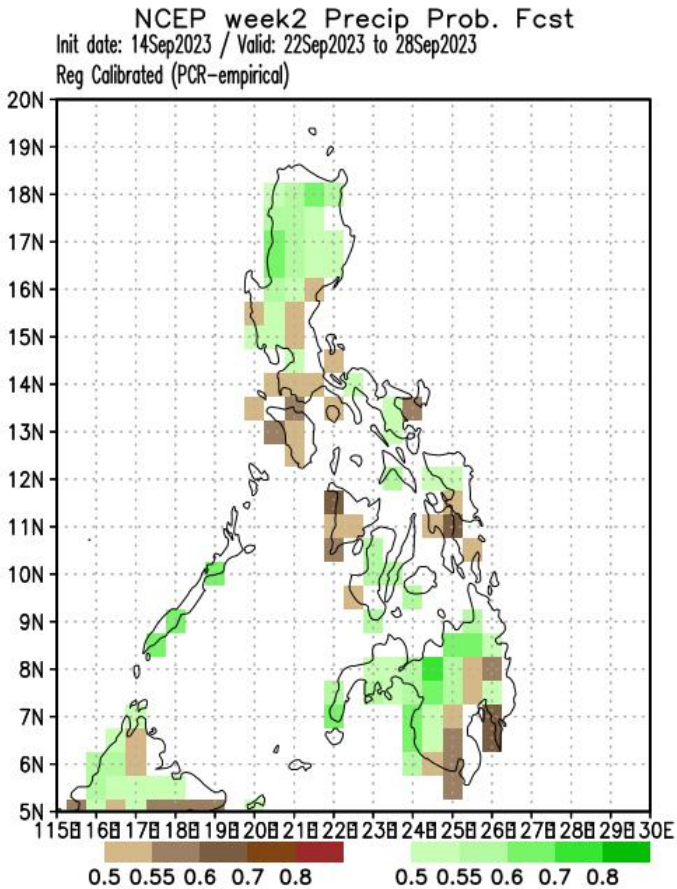 NCEP week2 Precip Prob. Fcst
Init date: 14Sep2023 / Valid: 22Sep2023 to 28Sep2023
Reg Calibrated (PCR-empirical)
20N
19N
18N
17N
16N
15N
14N
13N
12N
11N
10N
9N
8N
7N
6N
5N
115E 116E 117E 118E 119E 120E 121E 122E 123E 124E 125E 126E 127E 128E 129E 130E
0.5 0.55 0.6 0.7 0.8 0.5 0.55 0.6 0.7 0.8